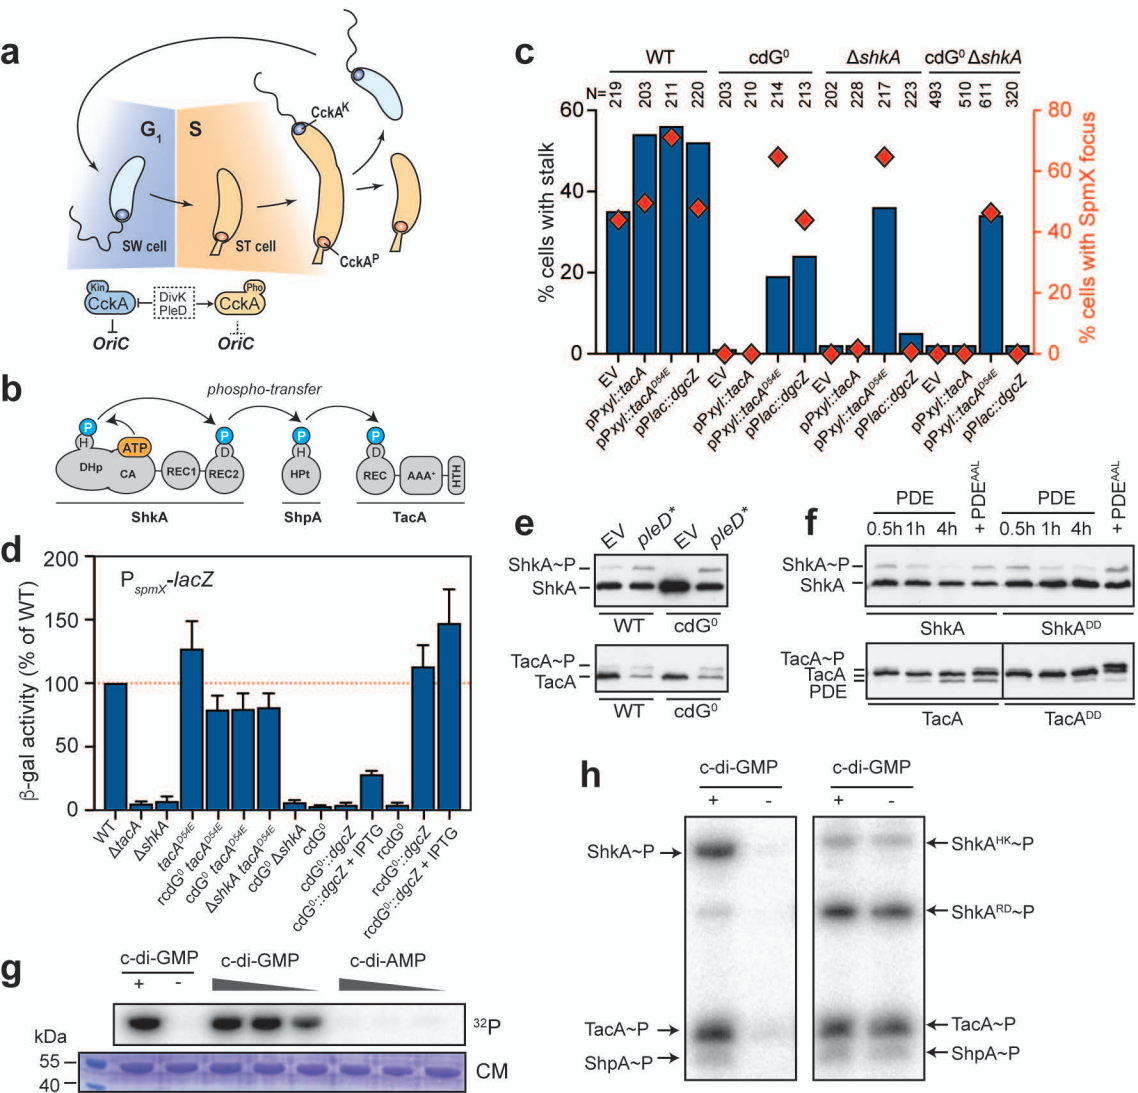 a
G1 S
CckAK
SW cell
ST cell
CckAP
Kin
CckA
DivK
PleD
Pho
CckA
OriC
OriC
b
phospho-transfer
P P P P
H ATP D H D
DHp CA REC1 REC2 HPt REC AAA+ HTH
ShkA ShpA TacA
c
WT cdG0 ΔshkA cdG0 ΔshkA
N= 219 203 211 220 203 210 214 213 202 228 217 223 493 510 611 320
60
40
20
0
% cells with stalk
80
60
40
20
0
% cells with SpmX focus
EV
pPxyl::tacA
pPxyl::tacAD54E
pPlac::dgcZ
EV
pPxyl::tacA
pPxyl::tacAD54E
pPlac::dgcZ
EV
pPxyl::tacA
pPxyl::tacAD54E
pPlac::dgcZ
EV
pPxyl::tacA
pPxyl::tacAD54E
pPlac::dgcZ
d
PspmX-lacZ
200
150
100
50
0
β-gal activity (% of WT)
WT
ΔtacA
ΔshkA
tacAD54E
rcdG0 tacAD54E
cdG0 tacAD54E
ΔshkA tacAD54E
cdG0 ΔshkA
cdG0
cdG0::dgcZ
cdG0::dgcZ + IPTG
rcdG0
rcdG0::dgcZ
rcdG0::dgcZ + IPTG
e
EV pleD* EV pleD*
ShkA~P
ShkA
WT cdG0
TacA~P
TacA
WT cdG0
f
PDE + PDEAAL PDE + PDEAAL
0.5h 1h 4h 0.5h 1h 4h
ShkA~P
ShkA
ShkA ShkADD
TacA~P
TacA
PDE
TacA TacADD
g
c-di-GMP c-di-GMP c-di-AMP
+ -
32P
kDa
55
40
CM
h
c-di-GMP c-di-GMP
+ - + -
ShkA~P
ShkAHK~P
ShkARD~P
TacA~P TacA~P
ShpA~P ShpA~P